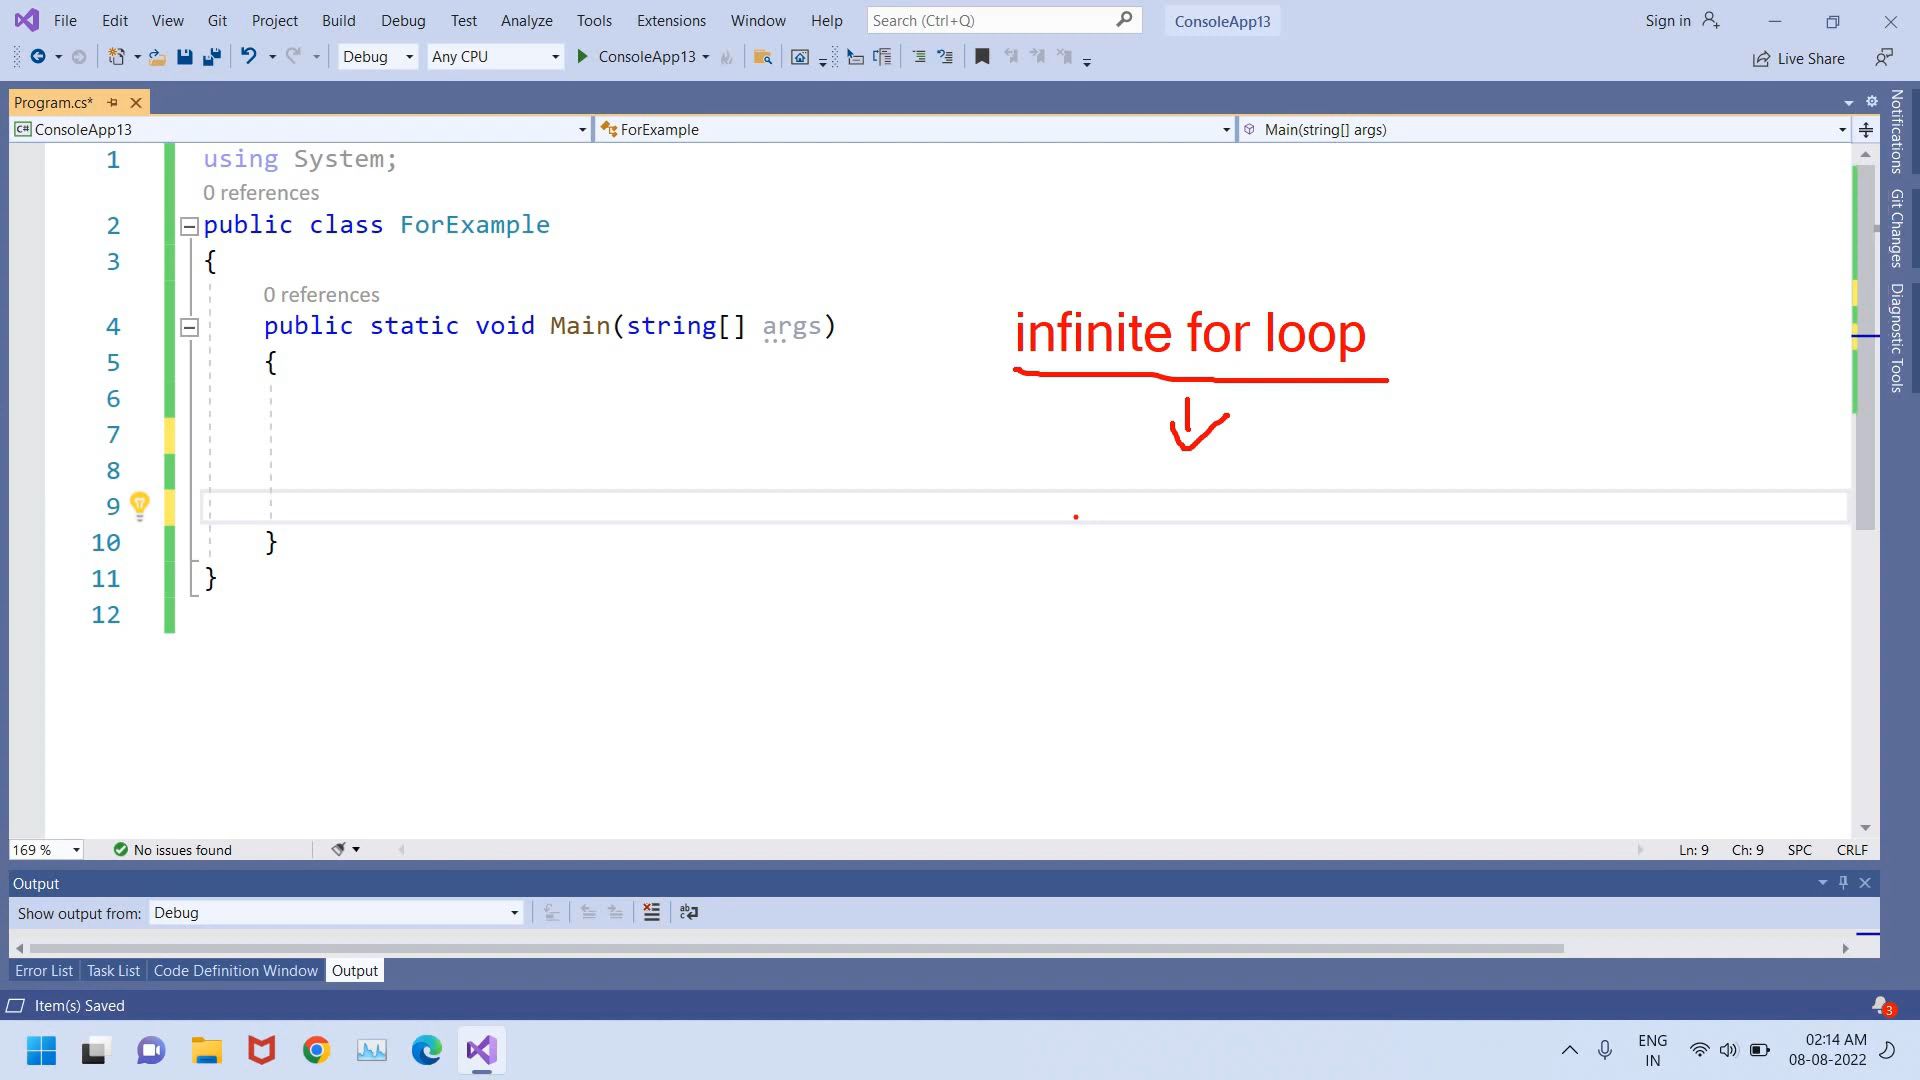 File Edit View Git Project Build Debug Test Analyze Tools Extensions Window Help Search (Ctrl+Q) ConsoleApp13 Sign in
Debug Any CPU ConsoleApp13 Live Share
Program.cs*
C# ConsoleApp13 ForExample Main(string[] args)
1 using System;
0 references
2 public class ForExample
3 {
0 references
4 public static void Main(string[] args)
5 {
6
7
8
9
10 }
11 }
12
infinite for loop
Notifications
Git Changes
Diagnostic Tools
169 % No issues found Ln: 9 Ch: 9 SPC CRLF
Output
Show output from: Debug
Error List Task List Code Definition Window Output
Item(s) Saved 3
ENG 02:14 AM
IN 08-08-2022